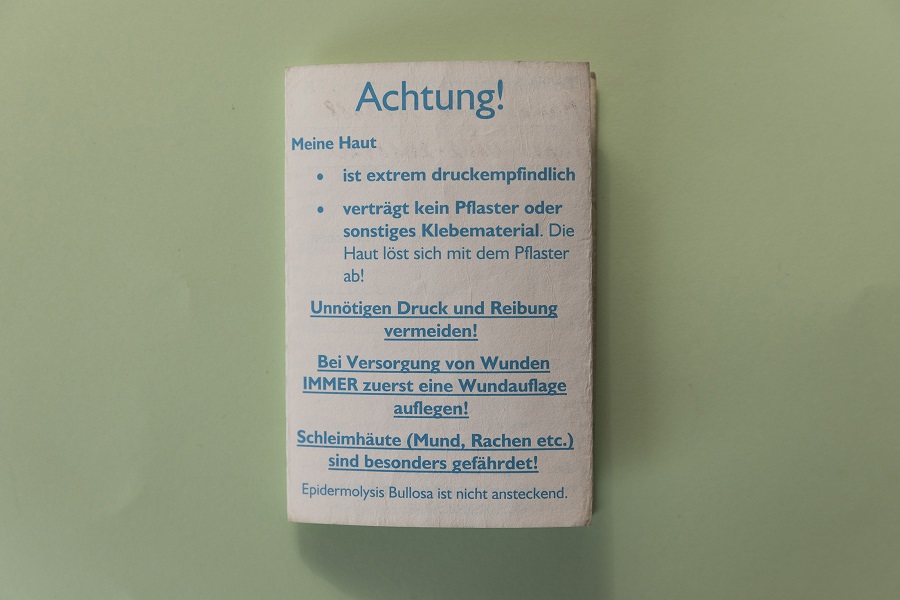 Achtung!
Meine Haut
• ist extrem druckempfindlich
• verträgt kein Pflaster oder
sonstiges Klebematerial. Die
Haut löst sich mit dem Pflaster
ab!
Unnötigen Druck und Reibung
vermeiden!
Bei Versorgung von Wunden
IMMER zuerst eine Wundauflage
auflegen!
Schleimhäute (Mund, Rachen etc.)
sind besonders gefährdet!
Epidermolysis Bullosa ist nicht ansteckend.